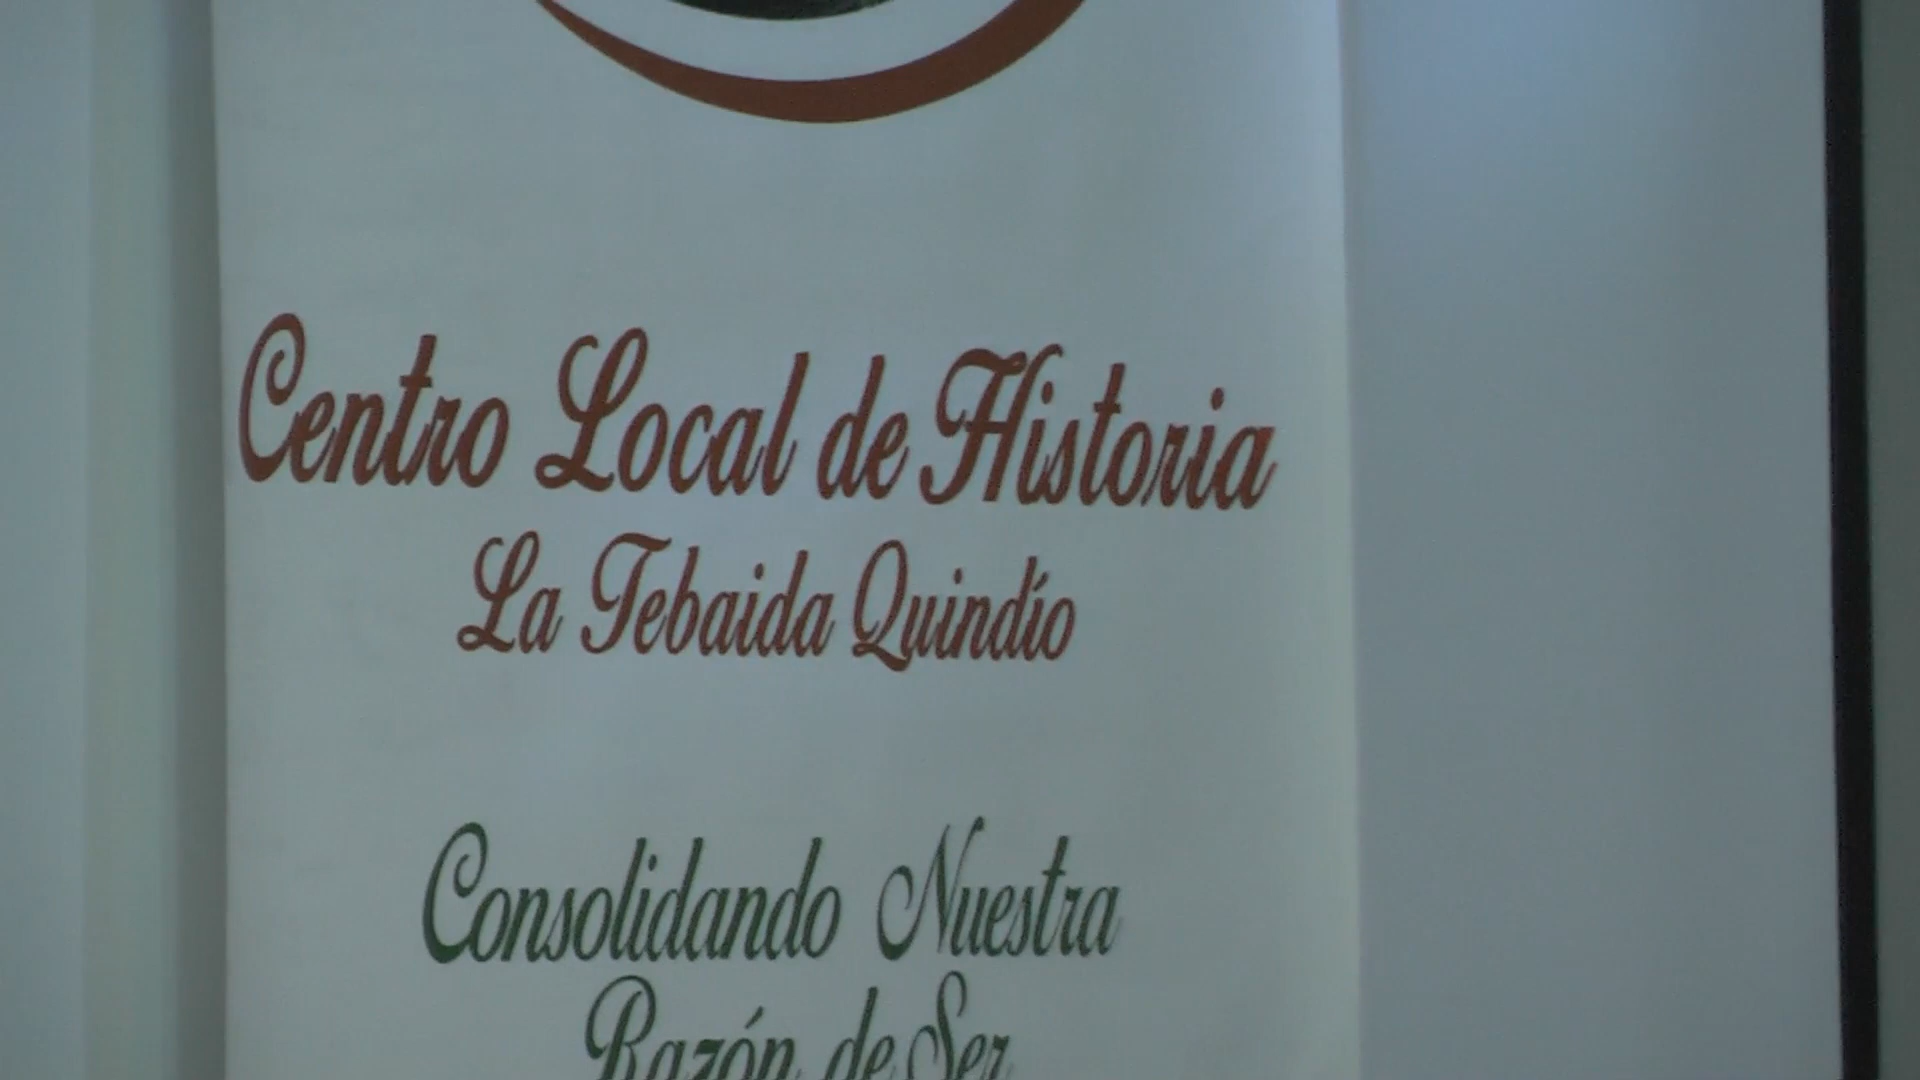 Centro Local de Historia
La Tebaida Quindío
Consolidando Nuestra
Razón de Ser